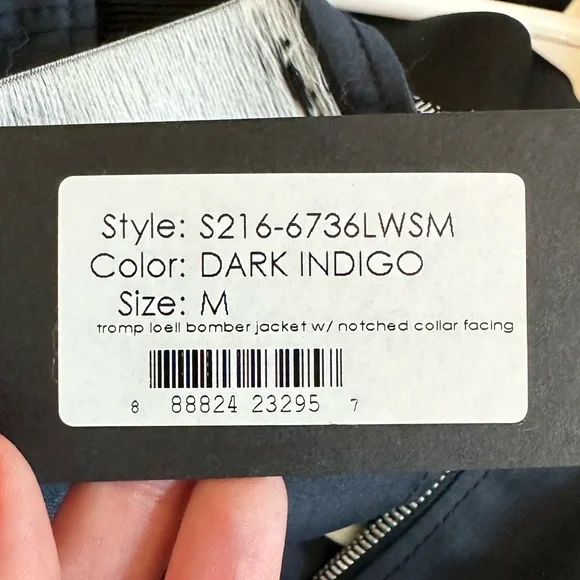 Style: S216-6736LWSM
Color: DARK INDIGO
Size: M
tromp loell bomber jacket w/ notched collar facing
8 88824 23295 7